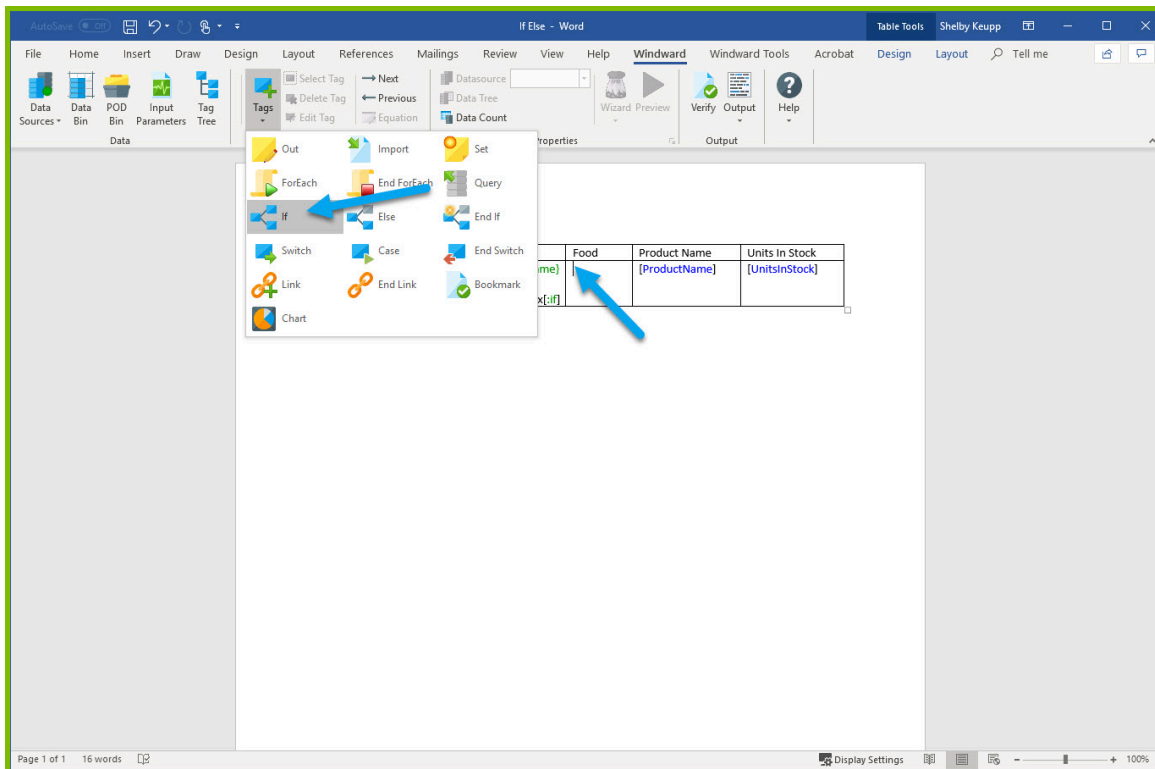 AutoSave Off If Else - Word Table Tools Shelby Keupp
File Home Insert Draw Design Layout References Mailings Review View Help Windward Windward Tools Acrobat Design Layout Tell me
Select Tag Next Datasource
Delete Tag Previous Data Tree
Edit Tag Equation Data Count
Data Data POD Input Tag Tags Wizard Preview Verify Output Help
Sources Bin Bin Parameters Tree
Data Properties Output
Out Import Set
ForEach End ForEach Query
If Else End If
Switch Case End Switch
Link End Link Bookmark
Chart
Food Product Name Units In Stock
me} [ProductName] [UnitsInStock]
x[:if]
Page 1 of 1 16 words Display Settings 100%